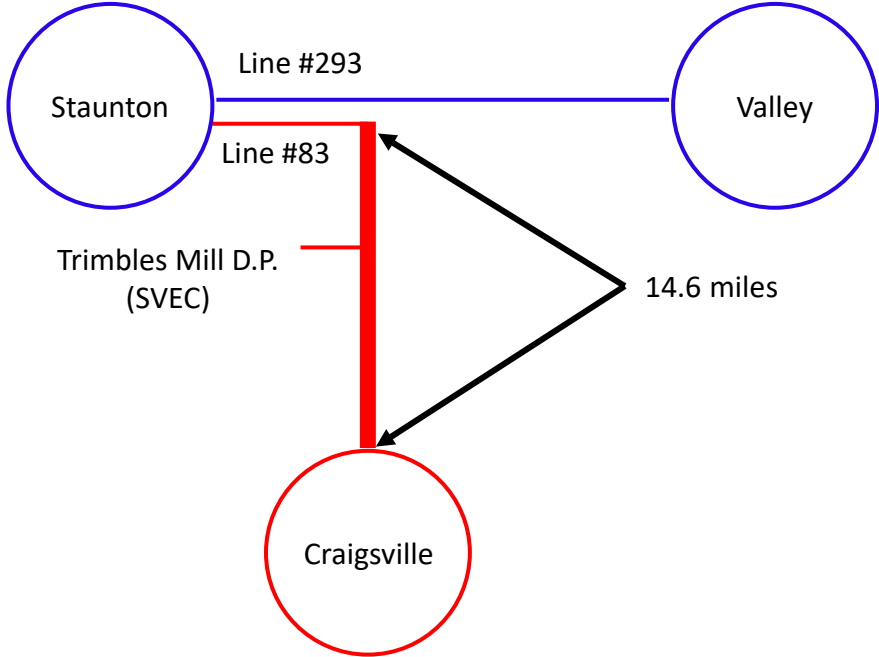 Line #293
Staunton
Valley
Line #83
Trimbles Mill D.P.
(SVEC)
14.6 miles
Craigsville